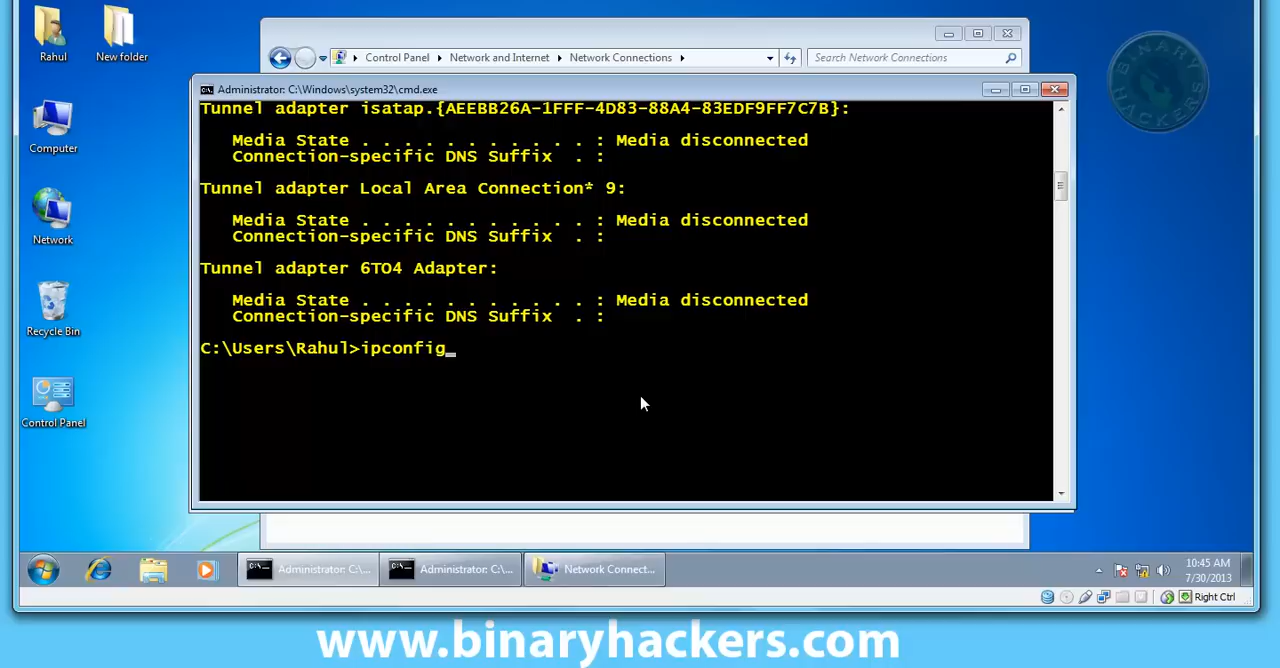 Rahul
New folder
Computer
Network
Recycle Bin
Control Panel
Control Panel
Network and Internet
Network Connections
Search Network Connections
Administrator: C:\Windows\system32\cmd.exe
Tunnel adapter isatap.{AEEBB26A-1FFF-4D83-88A4-83EDF9FF7C7B}:
Media State . . . . . . . . . . . : Media disconnected
Connection-specific DNS Suffix . :
Tunnel adapter Local Area Connection* 9:
Media State . . . . . . . . . . . : Media disconnected
Connection-specific DNS Suffix . :
Tunnel adapter 6TO4 Adapter:
Media State . . . . . . . . . . . : Media disconnected
Connection-specific DNS Suffix . :
C:\Users\Rahul>ipconfig_
Administrator: C:\...
Administrator: C:\...
Network Connect...
10:45 AM
7/30/2013
Right Ctrl
BINARY
HACKERS
www.binaryhackers.com